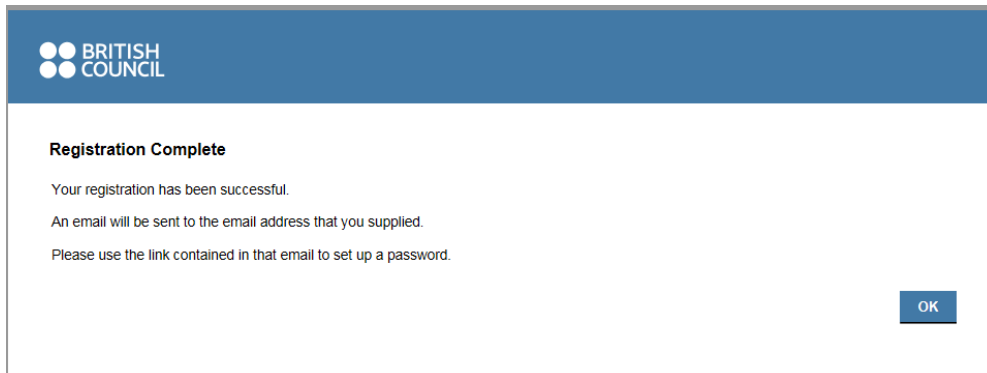 BRITISH
COUNCIL
Registration Complete
Your registration has been successful.
An email will be sent to the email address that you supplied.
Please use the link contained in that email to set up a password.
OK